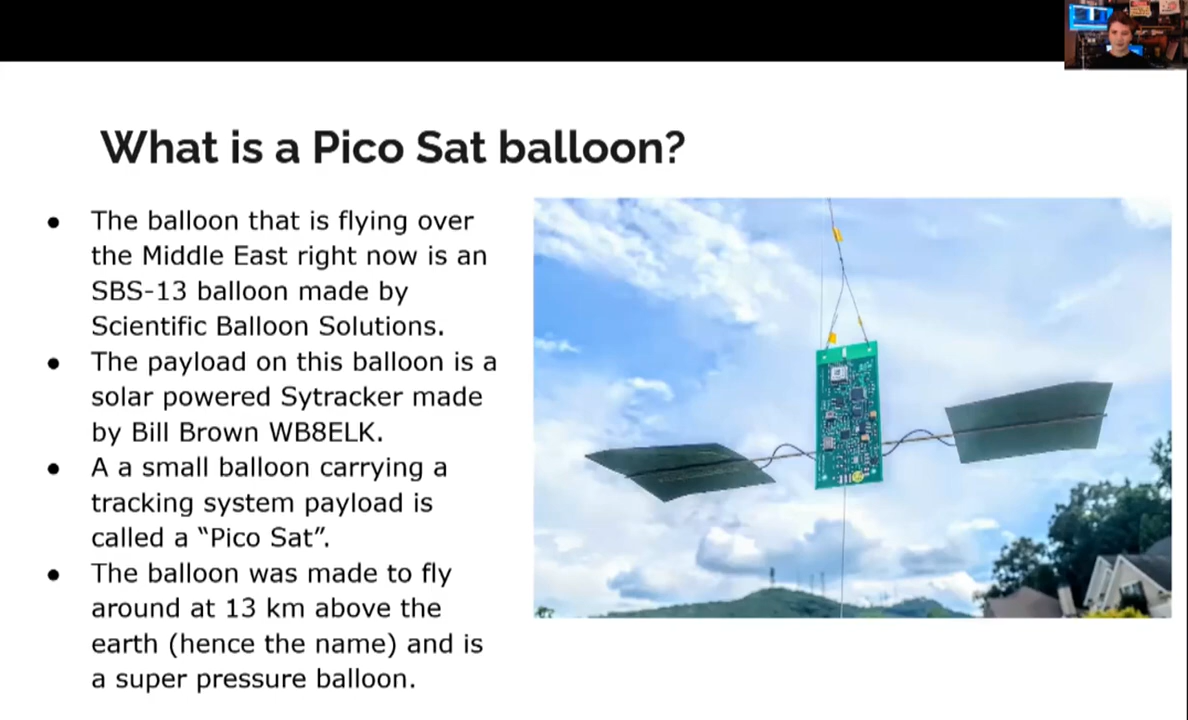 What is a Pico Sat balloon?
● The balloon that is flying over
the Middle East right now is an
SBS-13 balloon made by
Scientific Balloon Solutions.
● The payload on this balloon is a
solar powered Sytracker made
by Bill Brown WB8ELK.
● A a small balloon carrying a
tracking system payload is
called a “Pico Sat”.
● The balloon was made to fly
around at 13 km above the
earth (hence the name) and is
a super pressure balloon.